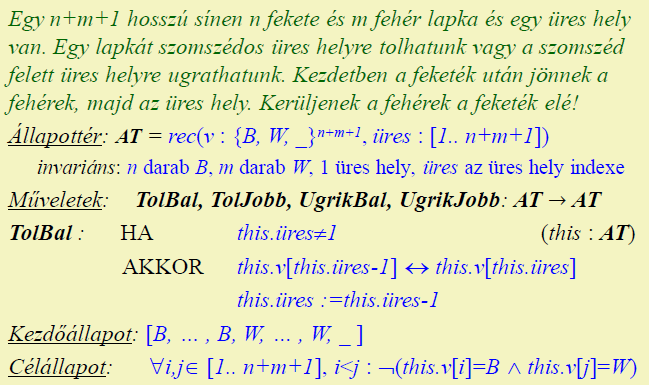 Egy n+m+1 hosszú sínen n fekete és m fehér lapka és egy üres hely
van. Egy lapkát szomszédos üres helyre tolhatunk vagy a szomszéd
felett üres helyre ugrathatunk. Kezdetben a feketék után jönnek a
fehérek, majd az üres hely. Kerüljenek a fehérek a feketék elé!
Állapottér: AT = rec(v : {B, W, _}ⁿ⁺ᵐ⁺¹, üres : [1.. n+m+1])
invariáns: n darab B, m darab W, 1 üres hely, üres az üres hely indexe
Műveletek: TolBal, TolJobb, UgrikBal, UgrikJobb: AT → AT
TolBal : HA this.üres≠1 (this : AT)
AKKOR this.v[this.üres-1] ↔ this.v[this.üres]
this.üres :=this.üres-1
Kezdőállapot: [B, … , B, W, … , W, _ ]
Célállapot: ∀i,j∈ [1.. n+m+1], i<j : ¬(this.v[i]=B ∧ this.v[j]=W)